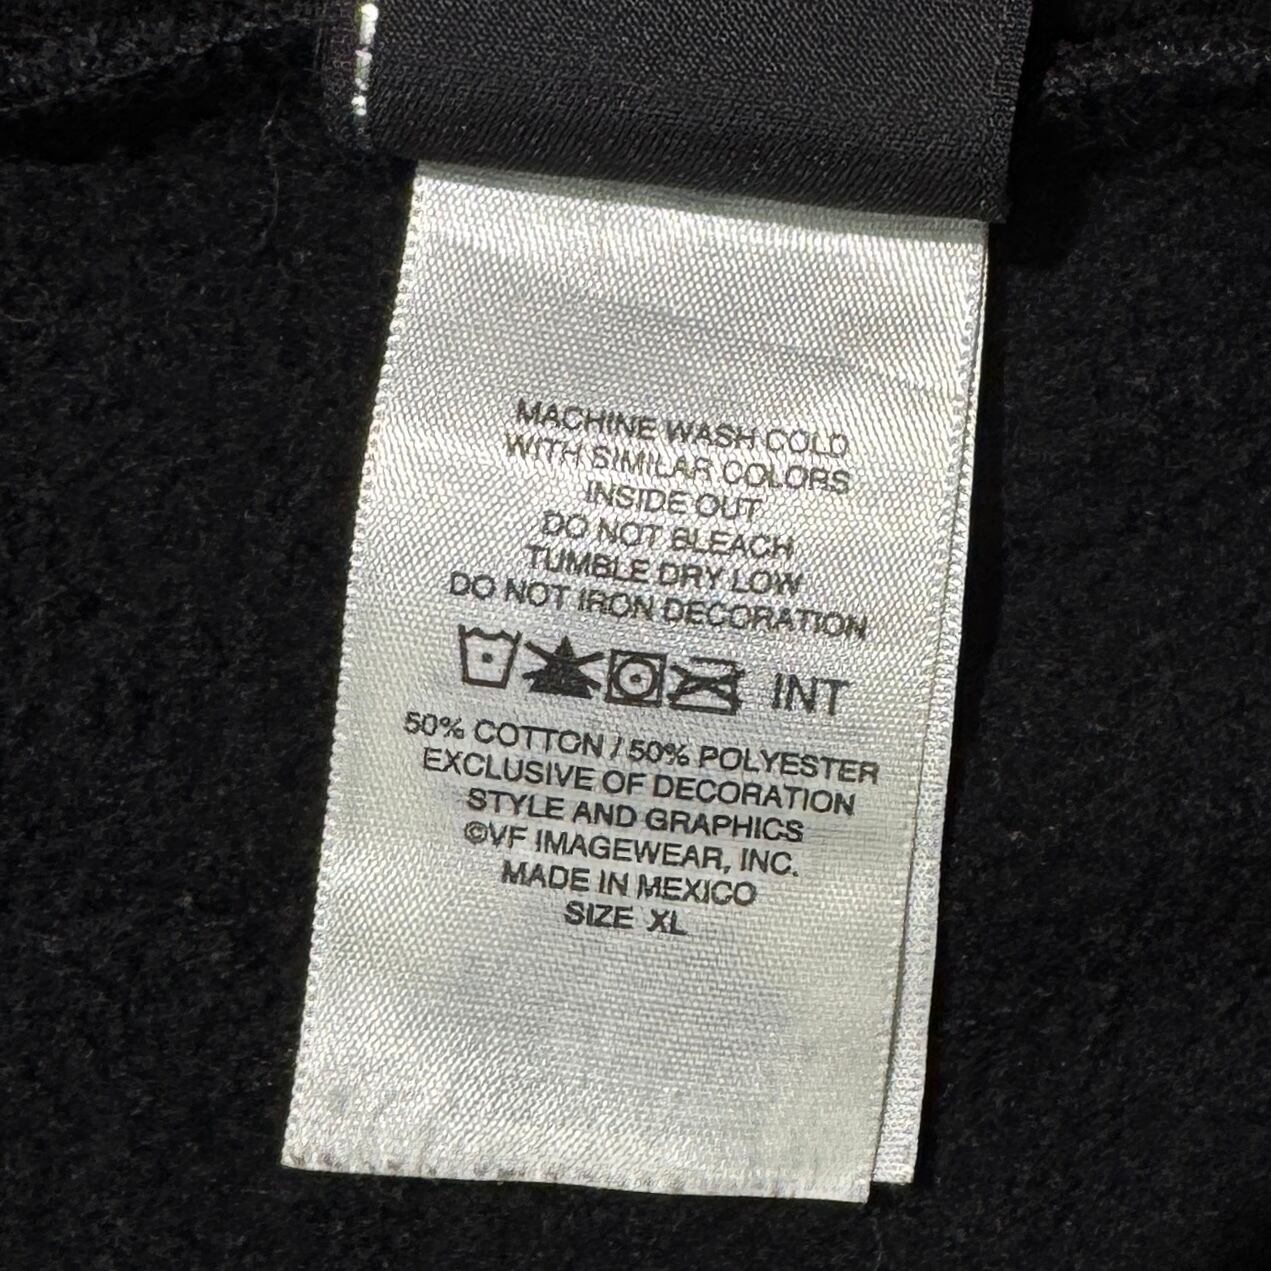 MACHINE WASH COLD
WITH SIMILAR COLORS
INSIDE OUT
DO NOT BLEACH
TUMBLE DRY LOW
DO NOT IRON DECORATION
INT
50% COTTON / 50% POLYESTER
EXCLUSIVE OF DECORATION
STYLE AND GRAPHICS
©VF IMAGEWEAR, INC.
MADE IN MEXICO
SIZE XL